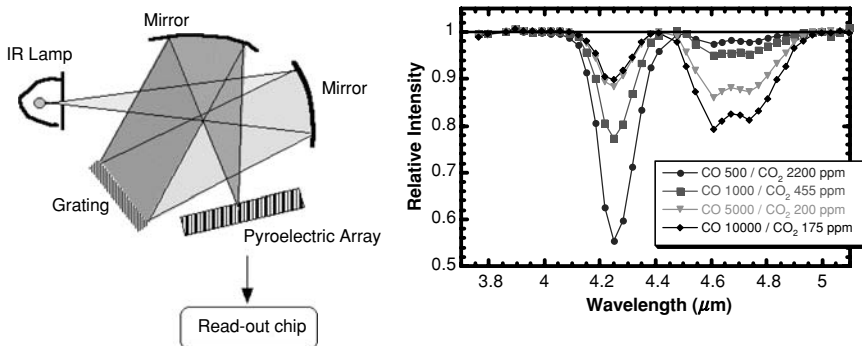 Mirror
IR Lamp
Mirror
Grating
Pyroelectric Array
Read-out chip
Relative Intensity
1
0.9
0.8
0.7
0.6
0.5
CO 500 / CO₂ 2200 ppm
CO 1000 / CO₂ 455 ppm
CO 5000 / CO₂ 200 ppm
CO 10000 / CO₂ 175 ppm
3.8 4 4.2 4.4 4.6 4.8 5
Wavelength (μm)